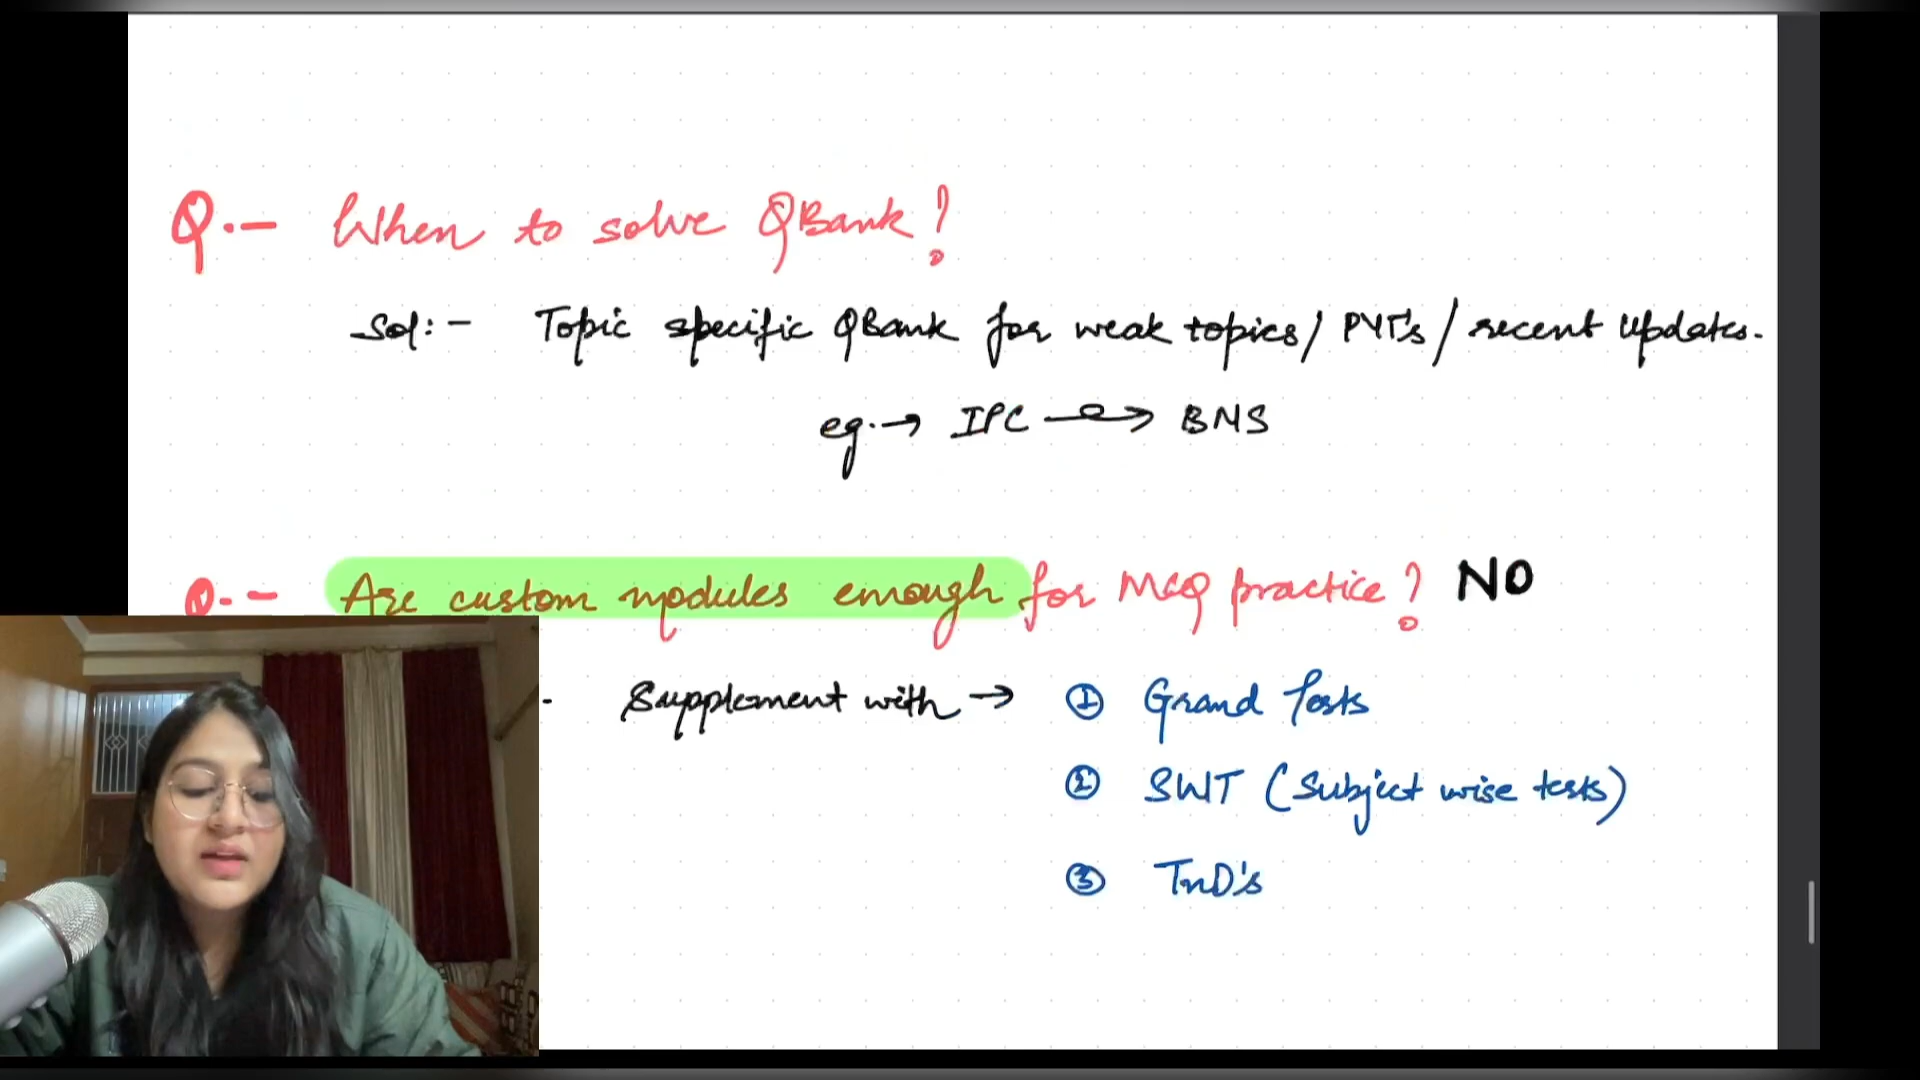 Q.- When to solve QBank?
Sol:- Topic specific QBank for weak topics/ PYT's / recent updates.
eg.→ IPC → BNS
Q.- Are custom modules enough for MCQ practice? NO
- Supplement with → ① Grand Tests
② SWT (Subject wise tests)
③ TnD's